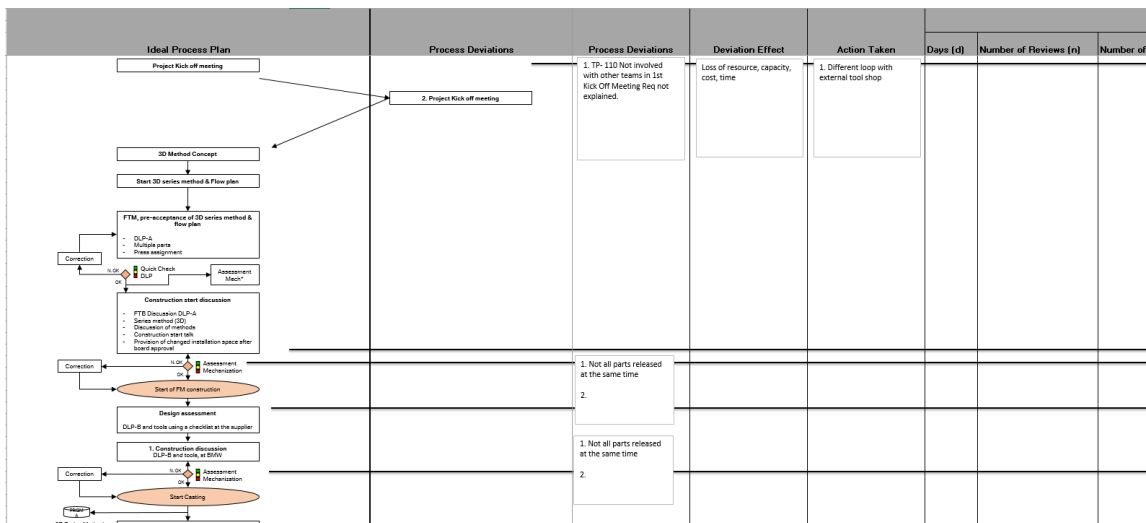 Ideal Process Plan
Process Deviations
Process Deviations
Deviation Effect
Action Taken
Days (d)
Number of Reviews (n)
Number of
Project Kick off meeting
1. TP- 110 Not involved
with other teams in 1st
Kick Off Meeting Req not
explained.
Loss of resource, capacity,
cost, time
1. Different loop with
external tool shop
2. Project Kick off meeting
3D Method Concept
Start 3D series method & Flow plan
FTM, pre-acceptance of 3D series method &
flow plan
- DLP-A
- Multiple parts
- Press assignment
Correction
N. OK
OK
Quick Check
DLP
Assessment
Mech*
Construction start discussion
- FTB Discussion DLP-A
- Series method (3D)
- Discussion of methods
- Construction start talk
- Provision of changed installation space after
board approval
Correction
N. OK
OK
Assessment
Mechanization
1. Not all parts released
at the same time
2.
Start of FM construction
Design assessment
DLP-B and tools using a checklist at the supplier
1. Construction discussion
DLP-B and tools, at BMW
1. Not all parts released
at the same time
2.
Correction
N. OK
OK
Assessment
Mechanization
Start Casting